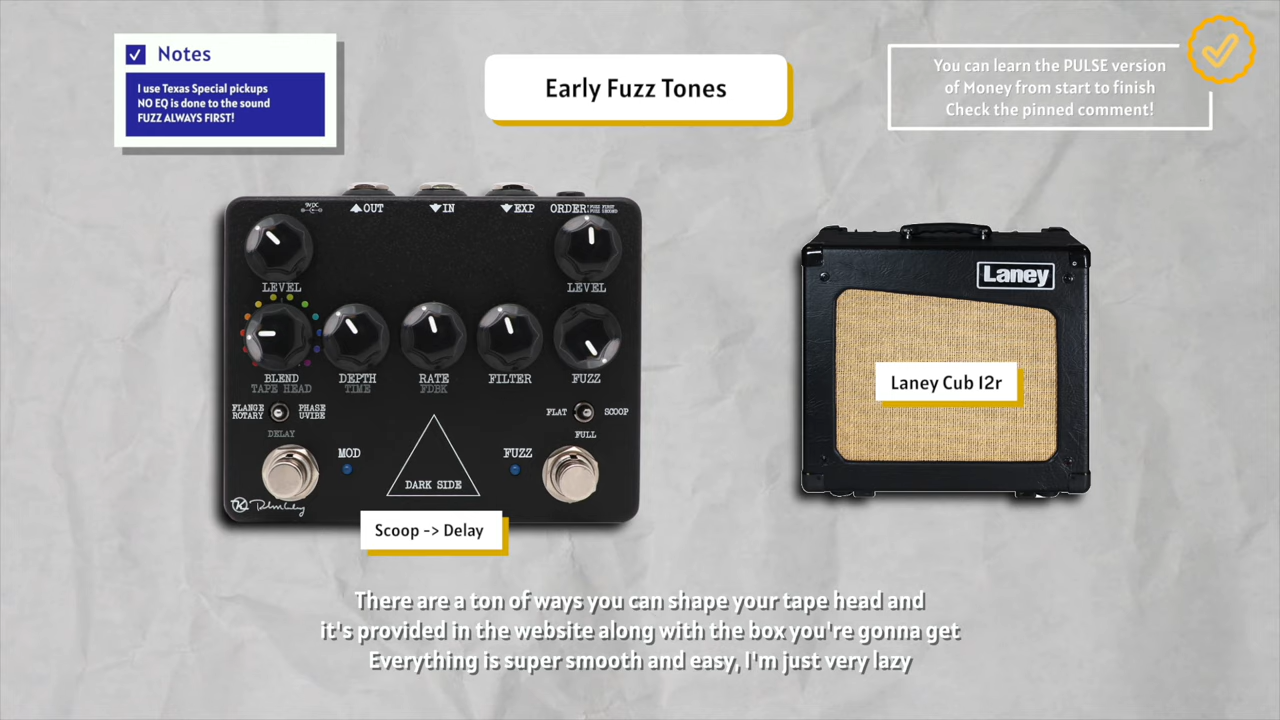 Notes
I use Texas Special pickups
NO EQ is done to the sound
FUZZ ALWAYS FIRST!
Early Fuzz Tones
You can learn the PULSE version
of Money from start to finish
Check the pinned comment!
9VDC
OUT
IN
EXP
ORDER:
LEVEL
LEVEL
BLEND
TAPE HEAD
DEPTH
TIME
RATE
FDBK
FILTER
FUZZ
FLANGE
ROTARY
PHASE
UVIBE
DELAY
FLAT
SCOOP
FULL
MOD
FUZZ
DARK SIDE
Scoop -> Delay
Laney
Laney Cub 12r
There are a ton of ways you can shape your tape head and
it's provided in the website along with the box you're gonna get
Everything is super smooth and easy, I'm just very lazy